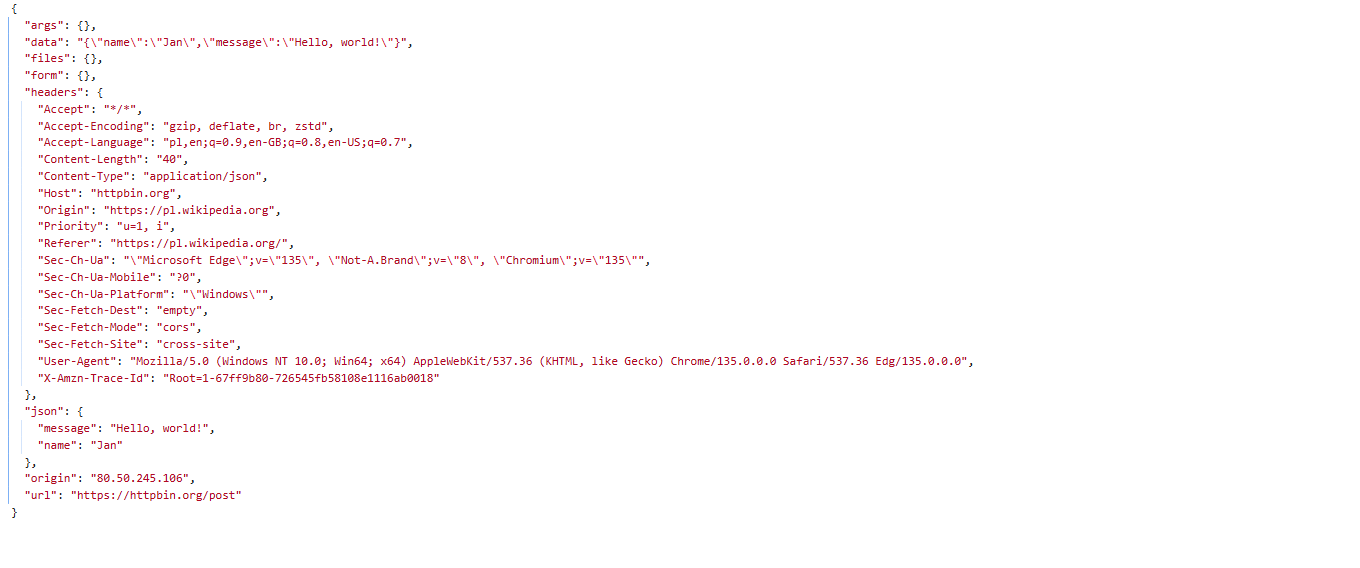 {
"args": {},
"data": "{\"name\":\"Jan\",\"message\":\"Hello, world!\"}",
"files": {},
"form": {},
"headers": {
"Accept": "*/*",
"Accept-Encoding": "gzip, deflate, br, zstd",
"Accept-Language": "pl,en;q=0.9,en-GB;q=0.8,en-US;q=0.7",
"Content-Length": "40",
"Content-Type": "application/json",
"Host": "httpbin.org",
"Origin": "https://pl.wikipedia.org",
"Priority": "u=1, i",
"Referer": "https://pl.wikipedia.org/",
"Sec-Ch-Ua": "\"Microsoft Edge\";v=\"135\", \"Not-A.Brand\";v=\"8\", \"Chromium\";v=\"135\"",
"Sec-Ch-Ua-Mobile": "?0",
"Sec-Ch-Ua-Platform": "\"Windows\"",
"Sec-Fetch-Dest": "empty",
"Sec-Fetch-Mode": "cors",
"Sec-Fetch-Site": "cross-site",
"User-Agent": "Mozilla/5.0 (Windows NT 10.0; Win64; x64) AppleWebKit/537.36 (KHTML, like Gecko) Chrome/135.0.0.0 Safari/537.36 Edg/135.0.0.0",
"X-Amzn-Trace-Id": "Root=1-67ff9b80-726545fb58108e1116ab0018"
},
"json": {
"message": "Hello, world!",
"name": "Jan"
},
"origin": "80.50.245.106",
"url": "https://httpbin.org/post"
}